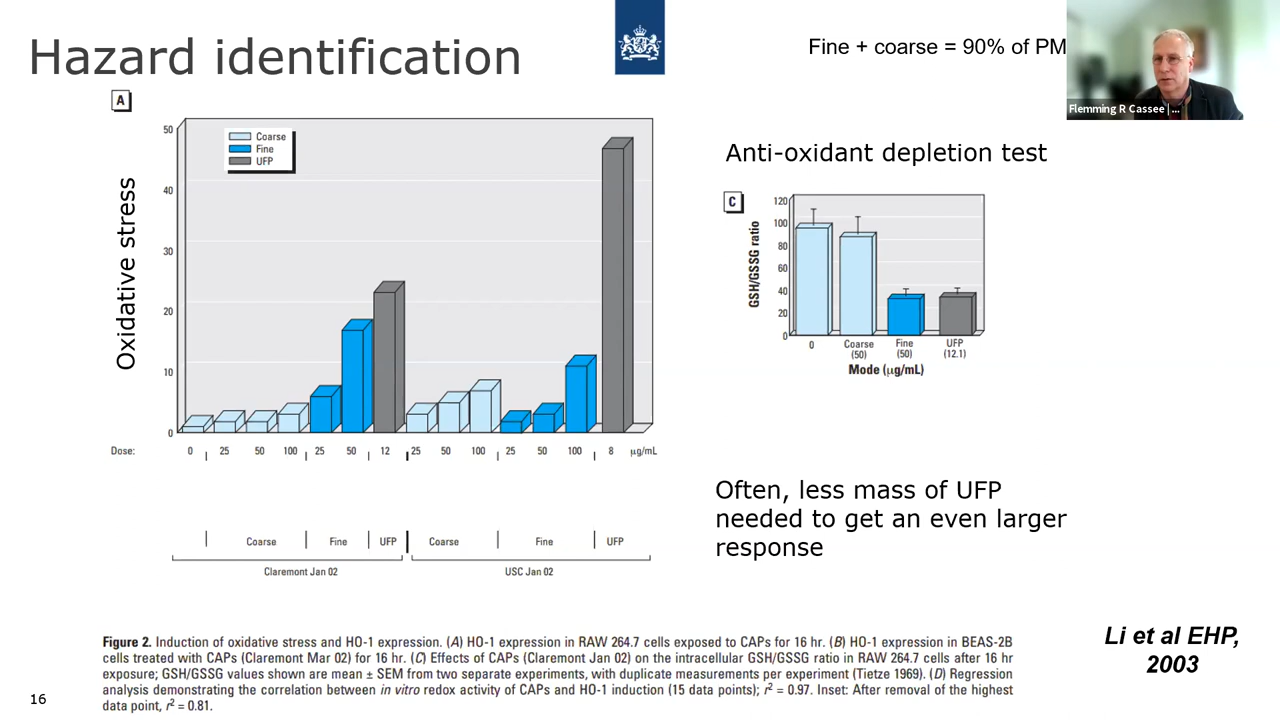 Hazard identification
Fine + coarse = 90% of PM
Flemming R Cassee | ...
A
Coarse
Fine
UFP
Oxidative stress
50
40
30
20
10
0
Dose:
0 25 50 100 25 50 12 25 50 100 25 50 100 8 μg/mL
Coarse Fine UFP Coarse Fine UFP
Claremont Jan 02 USC Jan 02
Anti-oxidant depletion test
C
GSH/GSSG ratio
120
100
80
60
40
20
0
0 Coarse Fine UFP
(50) (50) (12.1)
Mode (μg/mL)
Often, less mass of UFP
needed to get an even larger
response
Figure 2. Induction of oxidative stress and HO-1 expression. (A) HO-1 expression in RAW 264.7 cells exposed to CAPs for 16 hr. (B) HO-1 expression in BEAS-2B
cells treated with CAPs (Claremont Mar 02) for 16 hr. (C) Effects of CAPs (Claremont Jan 02) on the intracellular GSH/GSSG ratio in RAW 264.7 cells after 16 hr
exposure; GSH/GSSG values shown are mean ± SEM from two separate experiments, with duplicate measurements per experiment (Tietze 1969). (D) Regression
analysis demonstrating the correlation between in vitro redox activity of CAPs and HO-1 induction (15 data points); r² = 0.97. Inset: After removal of the highest
data point, r² = 0.81.
Li et al EHP,
2003
16